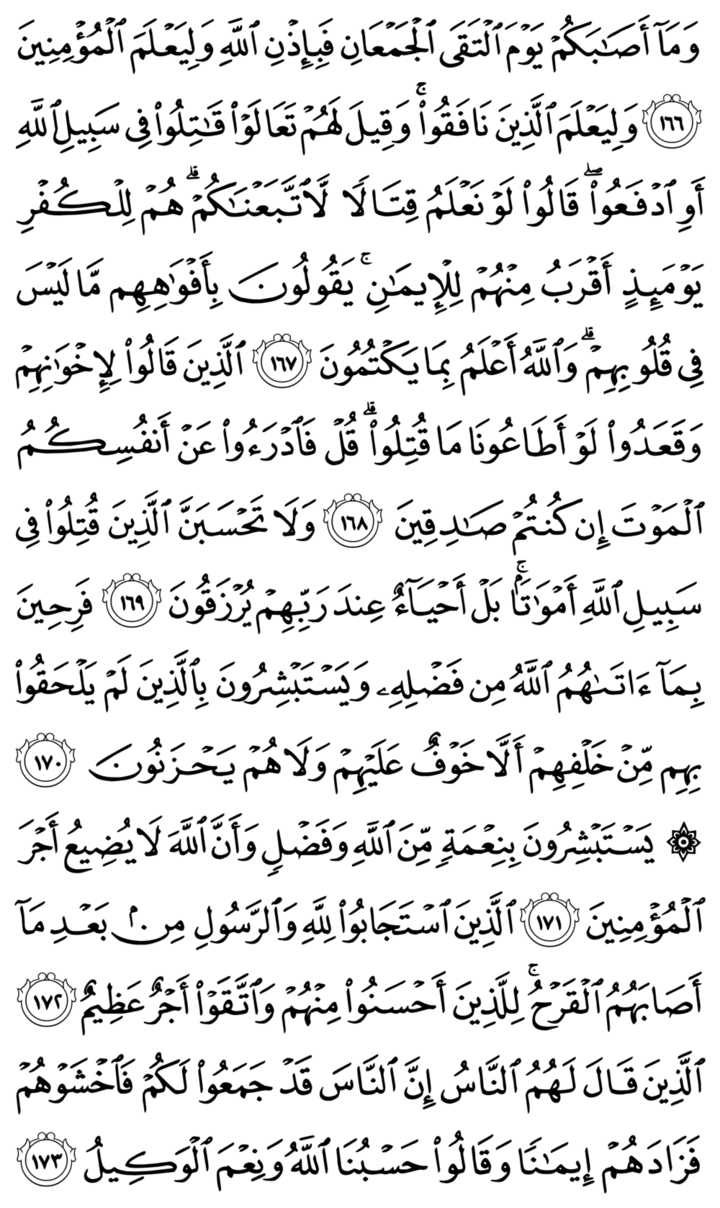 وَمَآ أَصَٰبَكُمۡ يَوۡمَ ٱلۡتَقَى ٱلۡجَمۡعَانِ فَبِإِذۡنِ ٱللَّهِ وَلِيَعۡلَمَ ٱلۡمُؤۡمِنِينَ
١٦٦ وَلِيَعۡلَمَ ٱلَّذِينَ نَافَقُواْۚ وَقِيلَ لَهُمۡ تَعَالَوۡاْ قَٰتِلُواْ فِي سَبِيلِ ٱللَّهِ
أَوِ ٱدۡفَعُواْۖ قَالُواْ لَوۡ نَعۡلَمُ قِتَالٗا لَّٱتَّبَعۡنَٰكُمۡۗ هُمۡ لِلۡكُفۡرِ
يَوۡمَئِذٍ أَقۡرَبُ مِنۡهُمۡ لِلۡإِيمَٰنِۚ يَقُولُونَ بِأَفۡوَٰهِهِم مَّا لَيۡسَ
فِي قُلُوبِهِمۡۗ وَٱللَّهُ أَعۡلَمُ بِمَا يَكۡتُمُونَ ١٦٧ ٱلَّذِينَ قَالُواْ لِإِخۡوَٰنِهِمۡ
وَقَعَدُواْ لَوۡ أَطَاعُونَا مَا قُتِلُواْۗ قُلۡ فَٱدۡرَءُواْ عَنۡ أَنفُسِكُمُ
ٱلۡمَوۡتَ إِن كُنتُمۡ صَٰدِقِينَ ١٦٨ وَلَا تَحۡسَبَنَّ ٱلَّذِينَ قُتِلُواْ فِي
سَبِيلِ ٱللَّهِ أَمۡوَٰتَۢاۚ بَلۡ أَحۡيَآءٌ عِندَ رَبِّهِمۡ يُرۡزَقُونَ ١٦٩ فَرِحِينَ
بِمَآ ءَاتَىٰهُمُ ٱللَّهُ مِن فَضۡلِهِۦ وَيَسۡتَبۡشِرُونَ بِٱلَّذِينَ لَمۡ يَلۡحَقُواْ
بِهِم مِّنۡ خَلۡفِهِمۡ أَلَّا خَوۡفٌ عَلَيۡهِمۡ وَلَا هُمۡ يَحۡزَنُونَ ١٧٠
۞ يَسۡتَبۡشِرُونَ بِنِعۡمَةٖ مِّنَ ٱللَّهِ وَفَضۡلٖ وَأَنَّ ٱللَّهَ لَا يُضِيعُ أَجۡرَ
ٱلۡمُؤۡمِنِينَ ١٧١ ٱلَّذِينَ ٱسۡتَجَابُواْ لِلَّهِ وَٱلرَّسُولِ مِنۢ بَعۡدِ مَآ
أَصَابَهُمُ ٱلۡقَرۡحُۚ لِلَّذِينَ أَحۡسَنُواْ مِنۡهُمۡ وَٱتَّقَوۡاْ أَجۡرٌ عَظِيمٌ ١٧٢
ٱلَّذِينَ قَالَ لَهُمُ ٱلنَّاسُ إِنَّ ٱلنَّاسَ قَدۡ جَمَعُواْ لَكُمۡ فَٱخۡشَوۡهُمۡ
فَزَادَهُمۡ إِيمَٰنٗا وَقَالُواْ حَسۡبُنَا ٱللَّهُ وَنِعۡمَ ٱلۡوَكِيلُ ١٧٣